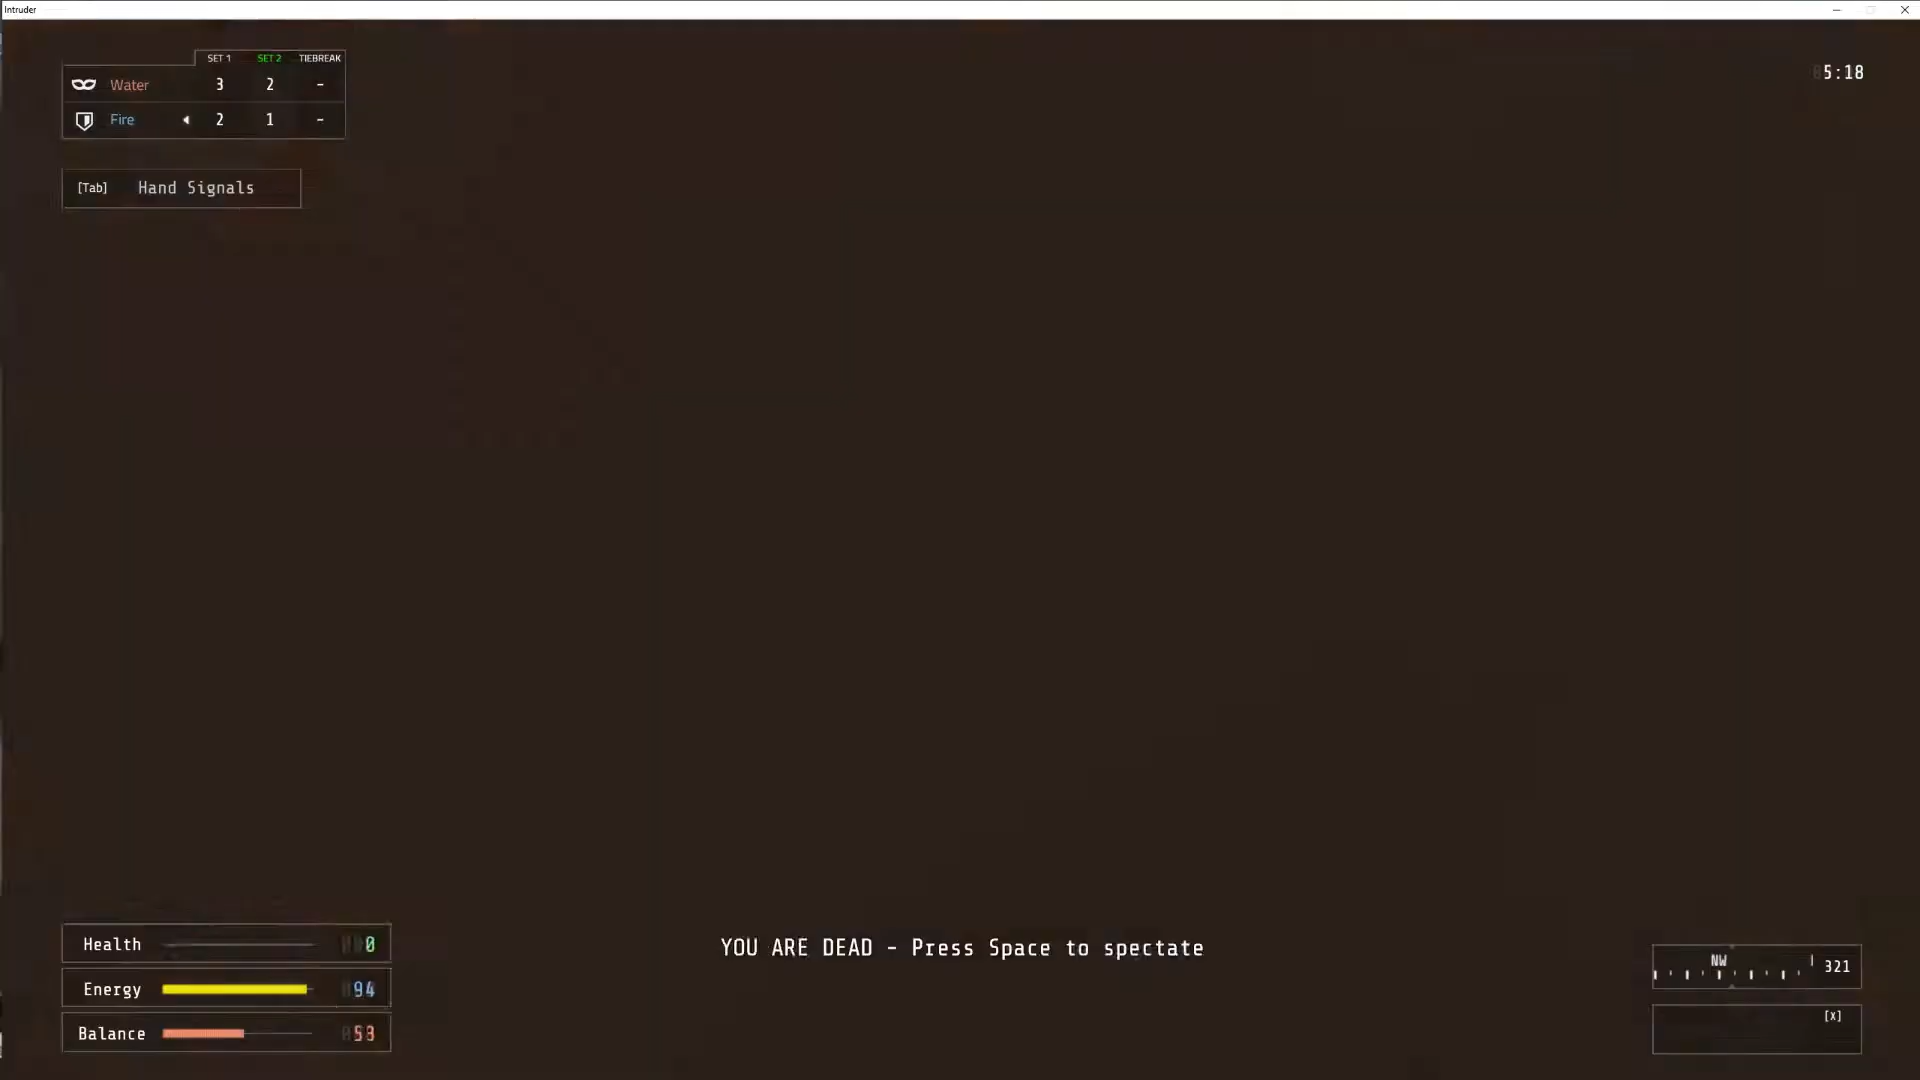 Intruder
SET 1 SET 2 TIEBREAK
Water 3 2 -
Fire 2 1 -
5:18
[Tab] Hand Signals
Health 0
Energy 94
Balance 53
YOU ARE DEAD - Press Space to spectate
NW 321
[X]